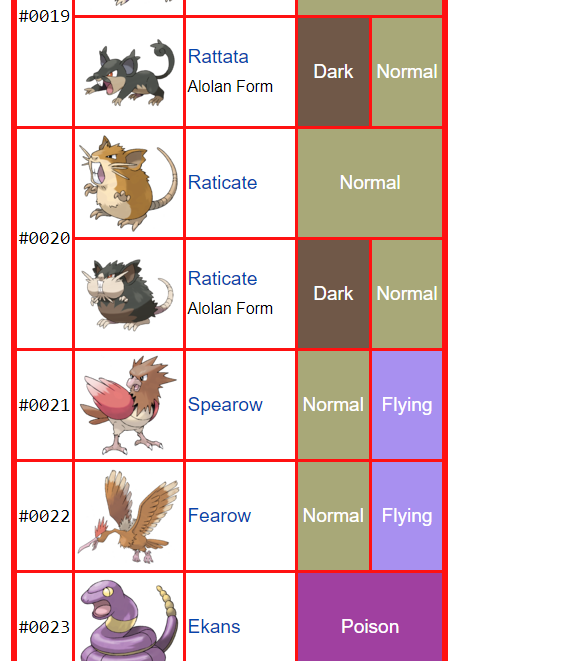 #0019
Rattata
Alolan Form
Dark
Normal
#0020
Raticate
Normal
Raticate
Alolan Form
Dark
Normal
#0021
Spearow
Normal
Flying
#0022
Fearow
Normal
Flying
#0023
Ekans
Poison